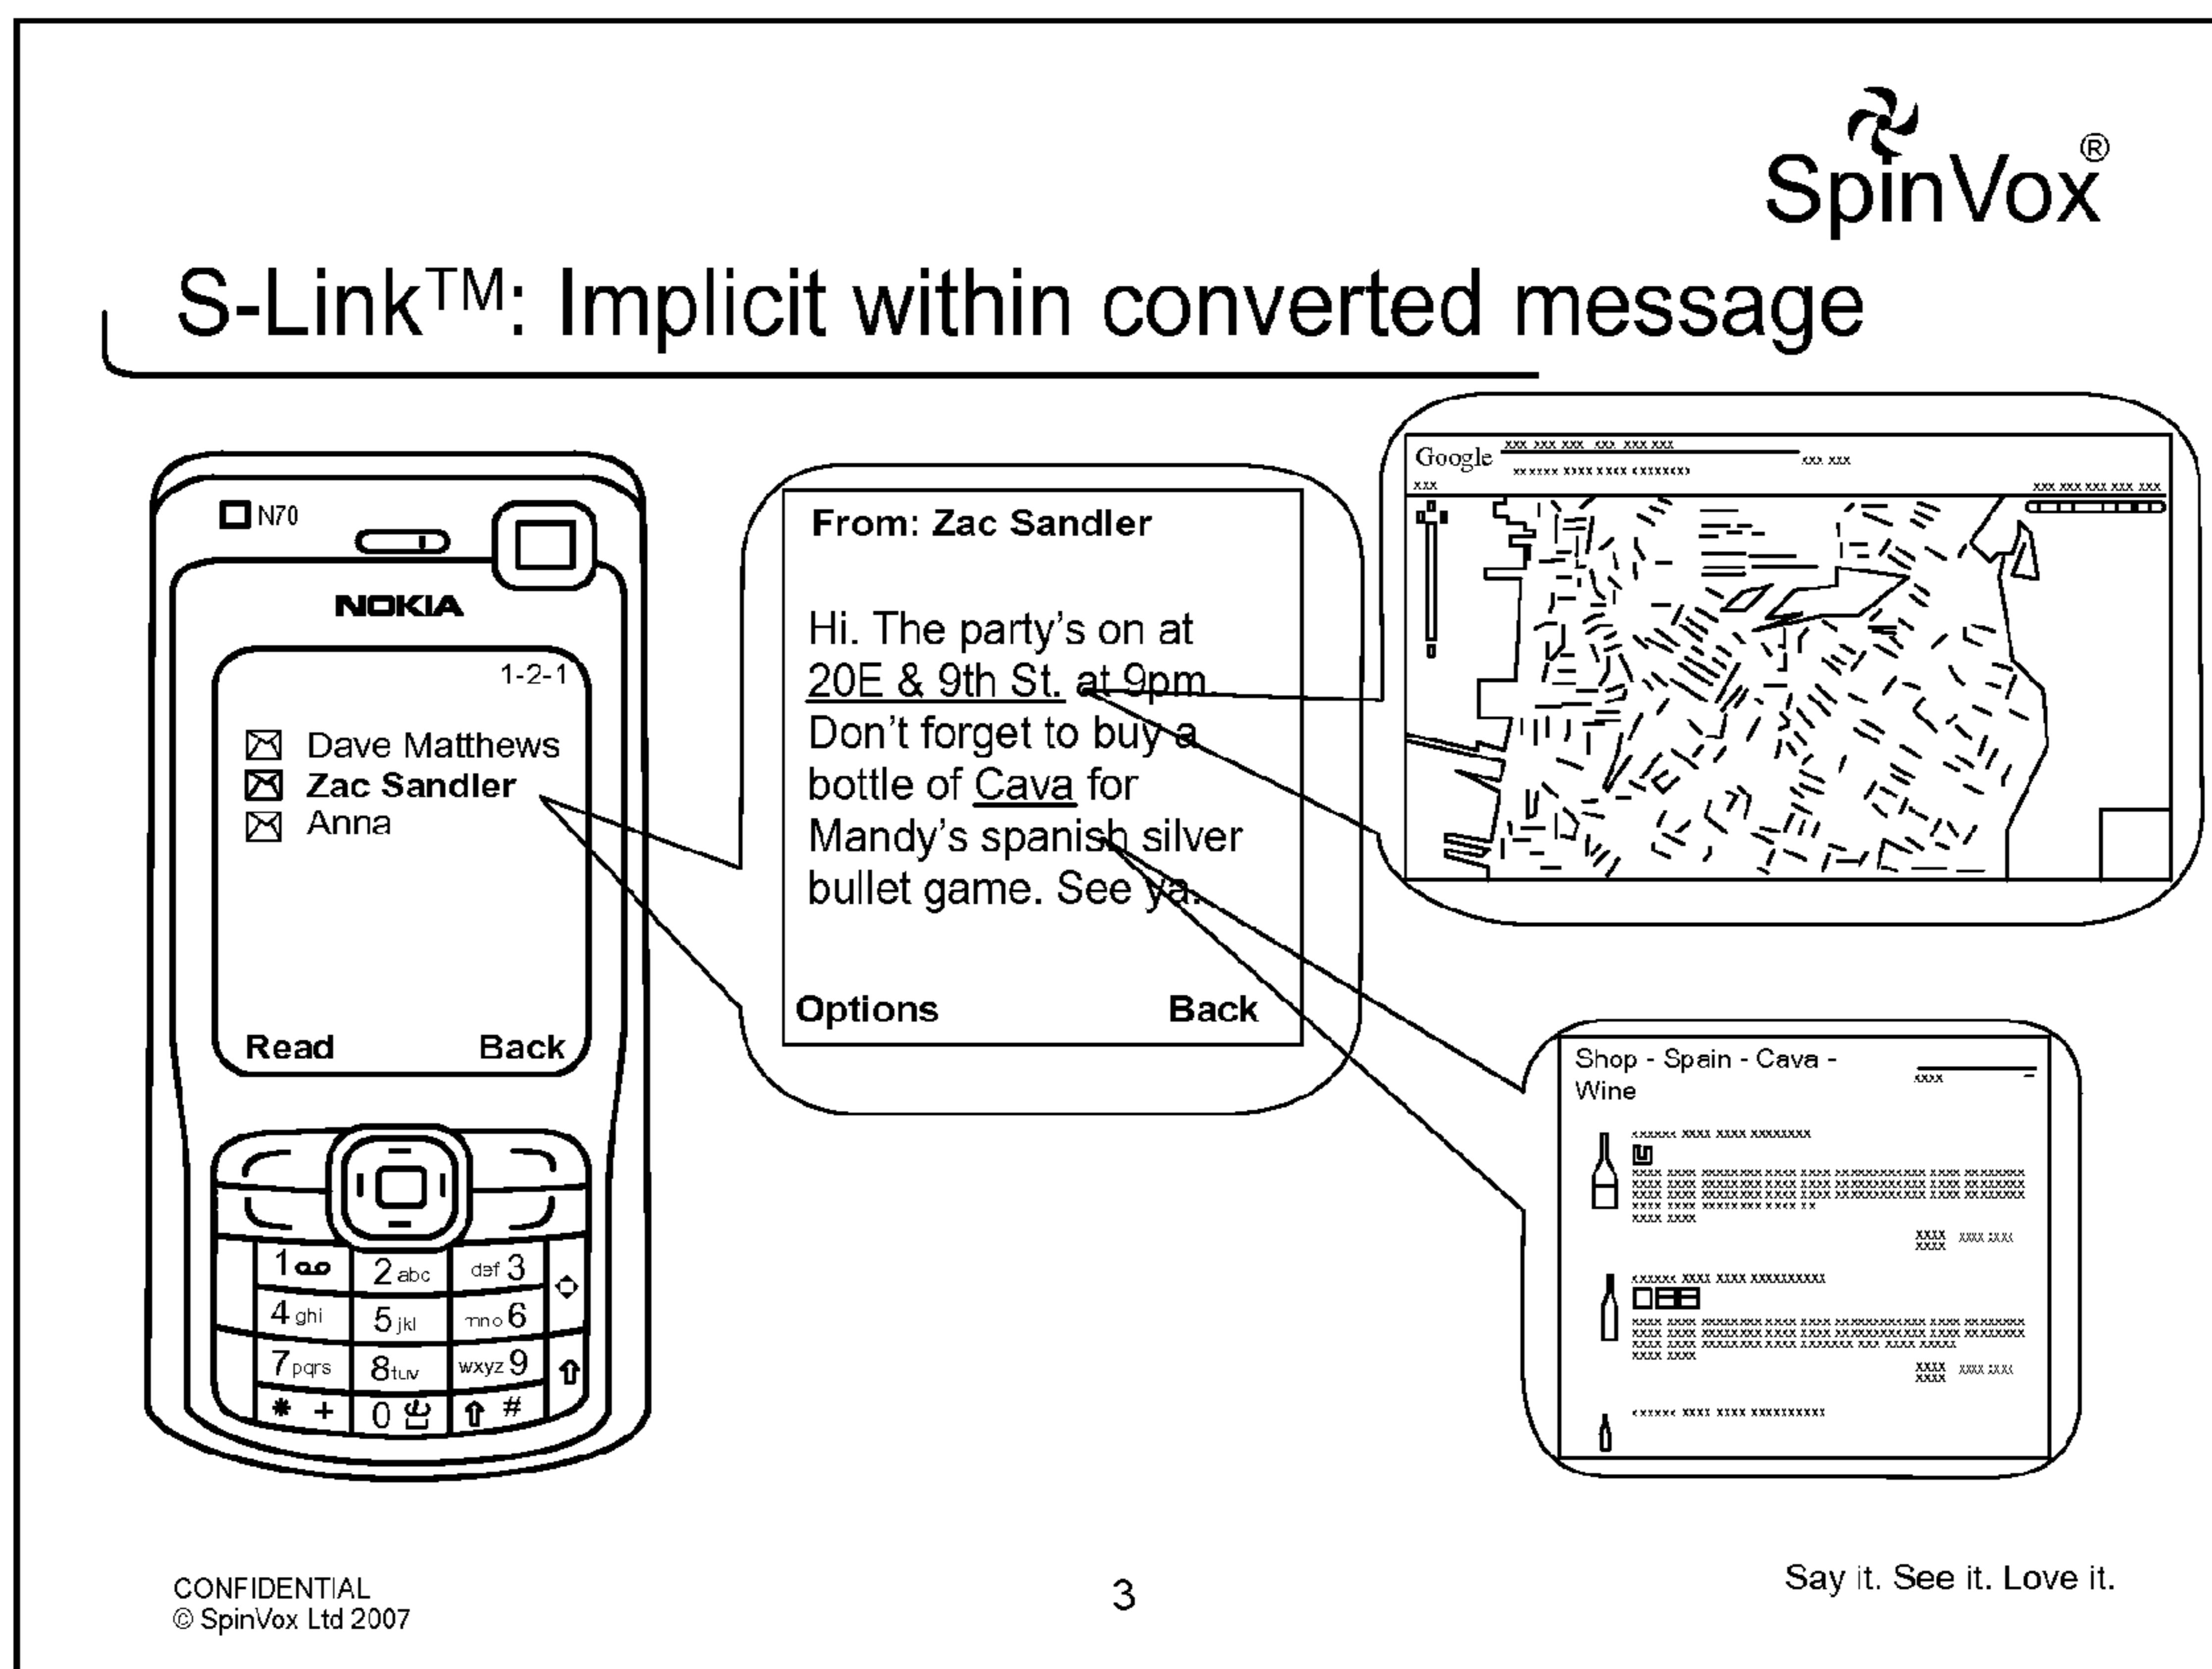 SpinVox®
S-Link™: Implicit within converted message
N70
NOKIA
1-2-1
Dave Matthews
Zac Sandler
Anna
Read Back
1 2 abc def 3
4 ghi 5 jkl mno 6
7 pqrs 8 tuv wxyz 9
* + 0 #
From: Zac Sandler
Hi. The party's on at
20E & 9th St. at 9pm
Don't forget to buy a
bottle of Cava for
Mandy's spanish silver
bullet game. See ya.
Options Back
Google
Shop - Spain - Cava -
Wine
CONFIDENTIAL
© SpinVox Ltd 2007
3
Say it. See it. Love it.